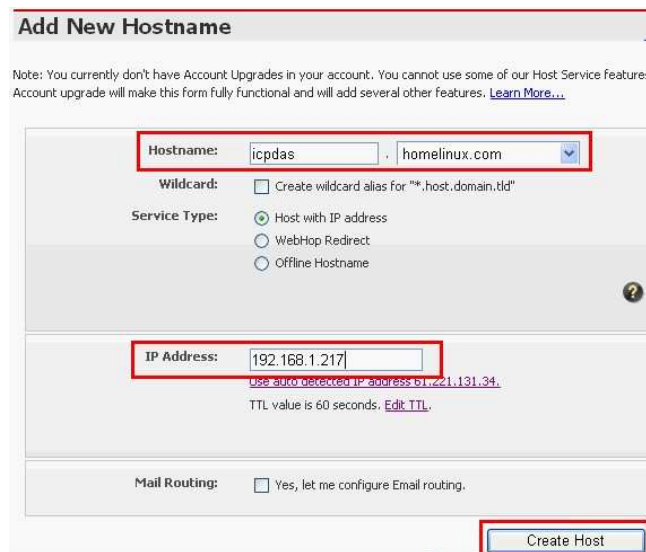 Add New Hostname
Note: You currently don't have Account Upgrades in your account. You cannot use some of our Host Service feature
Account upgrade will make this form fully functional and will add several other features. Learn More...
Hostname: icpdas . homelinux.com
Wildcard: Create wildcard alias for "*.host.domain.tld"
Service Type: Host with IP address
WebHop Redirect
Offline Hostname
?
IP Address: 192.168.1.217
Use auto detected IP address 61.221.131.34.
TTL value is 60 seconds. Edit TTL.
Mail Routing: Yes, let me configure Email routing.
Create Host